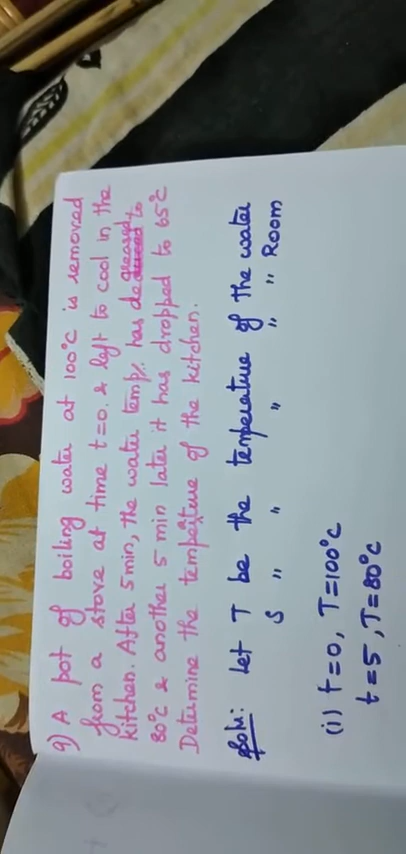 9) A pot of boiling water at 100°C is removed
from a stove at time t=0. & left to cool in the
kitchen. After 5min, the water temp, has decreased to
80°C & another 5 min later it has dropped to 65°C
Determine the temperature of the kitchen.
Soln: Let T be the temperature of the water
S " " " " " Room
(i) t=0, T=100°C
t=5, T=80°C